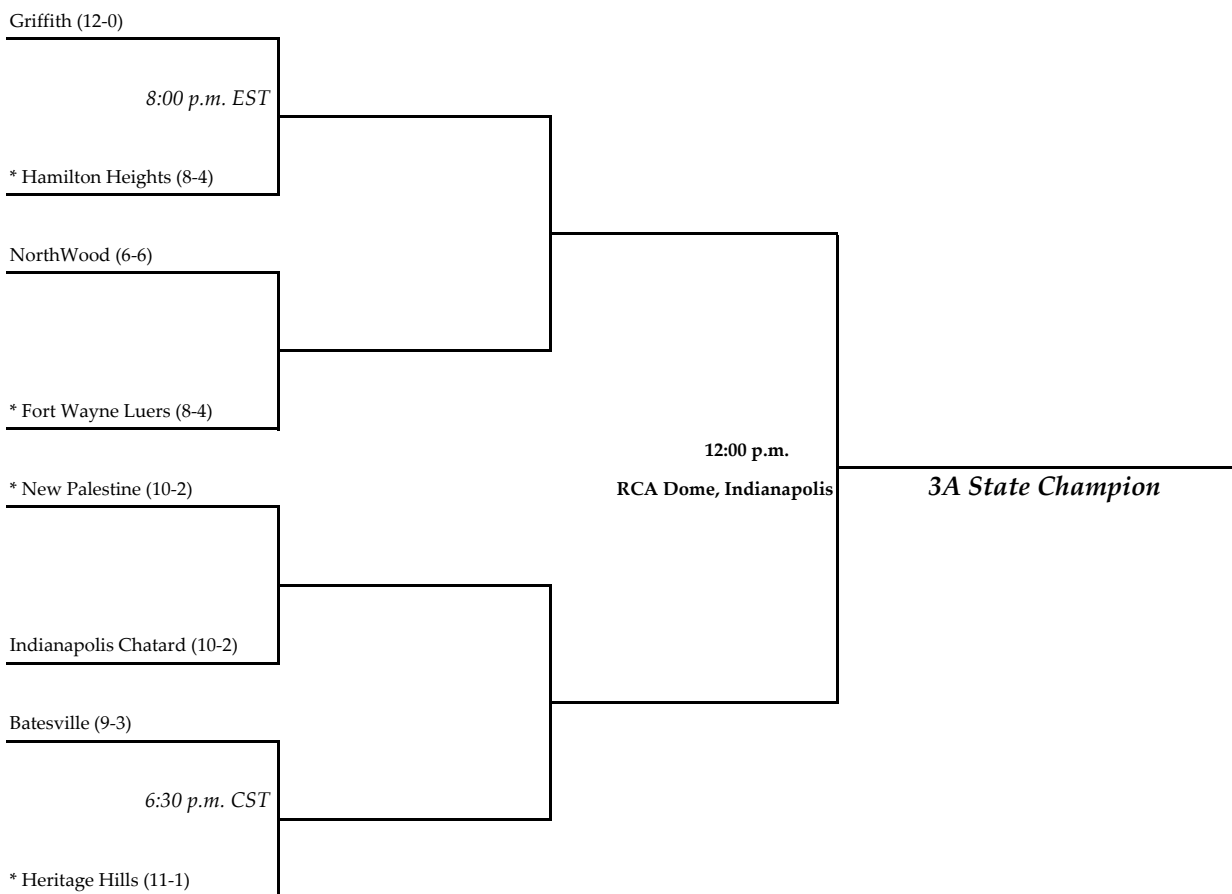 Griffith (12-0)
8:00 p.m. EST
* Hamilton Heights (8-4)
NorthWood (6-6)
* Fort Wayne Luers (8-4)
12:00 p.m.
* New Palestine (10-2)
RCA Dome, Indianapolis
3A State Champion
Indianapolis Chatard (10-2)
Batesville (9-3)
6:30 p.m. CST
* Heritage Hills (11-1)